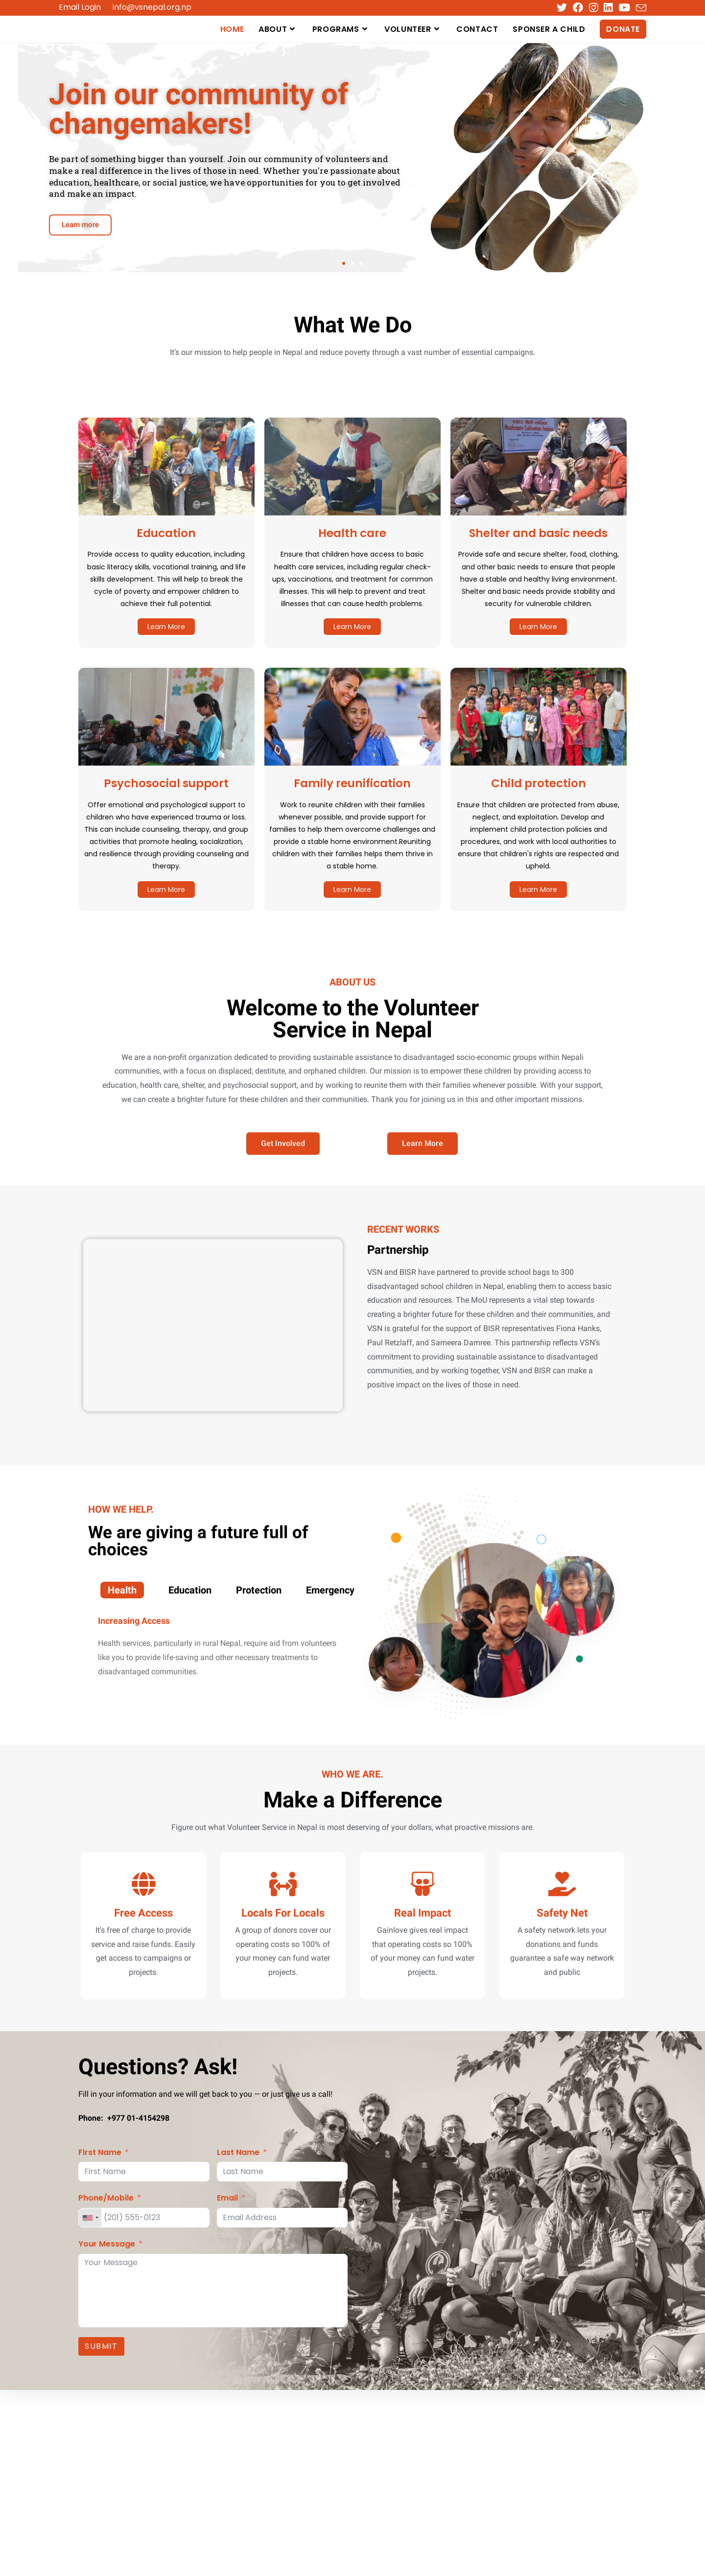 Email Login info@vsnepal.org.np
HOME ABOUT PROGRAMS VOLUNTEER CONTACT SPONSER A CHILD DONATE
Join our community of
changemakers!
Be part of something bigger than yourself. Join our community of volunteers and
make a real difference in the lives of those in need. Whether you're passionate about
education, healthcare, or social justice, we have opportunities for you to get involved
and make an impact.
Learn more
What We Do
It's our mission to help people in Nepal and reduce poverty through a vast number of essential campaigns.
Education
Provide access to quality education, including
basic literacy skills, vocational training, and life
skills development. This will help to break the
cycle of poverty and empower children to
achieve their full potential.
Learn More
Health care
Ensure that children have access to basic
health care services, including regular check-
ups, vaccinations, and treatment for common
illnesses. This will help to prevent and treat
illnesses that can cause health problems.
Learn More
Shelter and basic needs
Provide safe and secure shelter, food, clothing,
and other basic needs to ensure that people
have a stable and healthy living environment.
Shelter and basic needs provide stability and
security for vulnerable children.
Learn More
Psychosocial support
Offer emotional and psychological support to
children who have experienced trauma or loss.
This can include counseling, therapy, and group
activities that promote healing, socialization,
and resilience through providing counseling and
therapy.
Learn More
Family reunification
Work to reunite children with their families
whenever possible, and provide support for
families to help them overcome challenges and
provide a stable home environment.Reuniting
children with their families helps them thrive in
a stable home.
Learn More
Child protection
Ensure that children are protected from abuse,
neglect, and exploitation. Develop and
implement child protection policies and
procedures, and work with local authorities to
ensure that children's rights are respected and
upheld.
Learn More
ABOUT US
Welcome to the Volunteer
Service in Nepal
We are a non-profit organization dedicated to providing sustainable assistance to disadvantaged socio-economic groups within Nepali
communities, with a focus on displaced, destitute, and orphaned children. Our mission is to empower these children by providing access to
education, health care, shelter, and psychosocial support, and by working to reunite them with their families whenever possible. With your support,
we can create a brighter future for these children and their communities. Thank you for joining us in this and other important missions.
Get Involved Learn More
RECENT WORKS
Partnership
VSN and BISR have partnered to provide school bags to 300
disadvantaged school children in Nepal, enabling them to access basic
education and resources. The MoU represents a vital step towards
creating a brighter future for these children and their communities, and
VSN is grateful for the support of BISR representatives Fiona Hanks,
Paul Retzlaff, and Sameera Damree. This partnership reflects VSN's
commitment to providing sustainable assistance to disadvantaged
communities, and by working together, VSN and BISR can make a
positive impact on the lives of those in need.
HOW WE HELP.
We are giving a future full of
choices
Health Education Protection Emergency
Increasing Access
Health services, particularly in rural Nepal, require aid from volunteers
like you to provide life-saving and other necessary treatments to
disadvantaged communities.
WHO WE ARE.
Make a Difference
Figure out what Volunteer Service in Nepal is most deserving of your dollars, what proactive missions are.
Free Access
It's free of charge to provide
service and raise funds. Easily
get access to campaigns or
projects.
Locals For Locals
A group of donors cover our
operating costs so 100% of
your money can fund water
projects.
Real Impact
Gainlove gives real impact
that operating costs so 100%
of your money can fund water
projects.
Safety Net
A safety network lets your
donations and funds
guarantee a safe way network
and public
Questions? Ask!
Fill in your information and we will get back to you — or just give us a call!
Phone: +977 01-4154298
First Name * Last Name *
First Name Last Name
Phone/Mobile * Email *
(201) 555-0123 Email Address
Your Message *
Your Message
SUBMIT